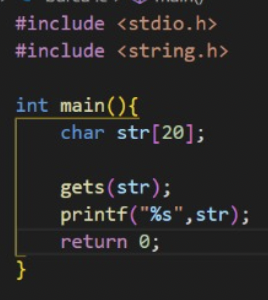 #include <stdio.h>
#include <string.h>
int main(){
char str[20];
gets(str);
printf("%s",str);
return 0;
}